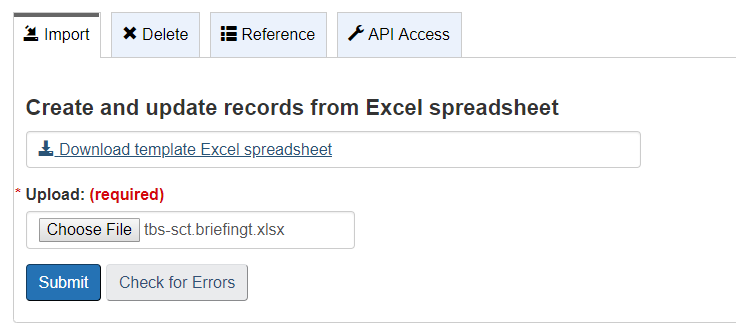 Import Delete Reference API Access
Create and update records from Excel spreadsheet
Download template Excel spreadsheet
* Upload: (required)
Choose File tbs-sct.briefingt.xlsx
Submit Check for Errors